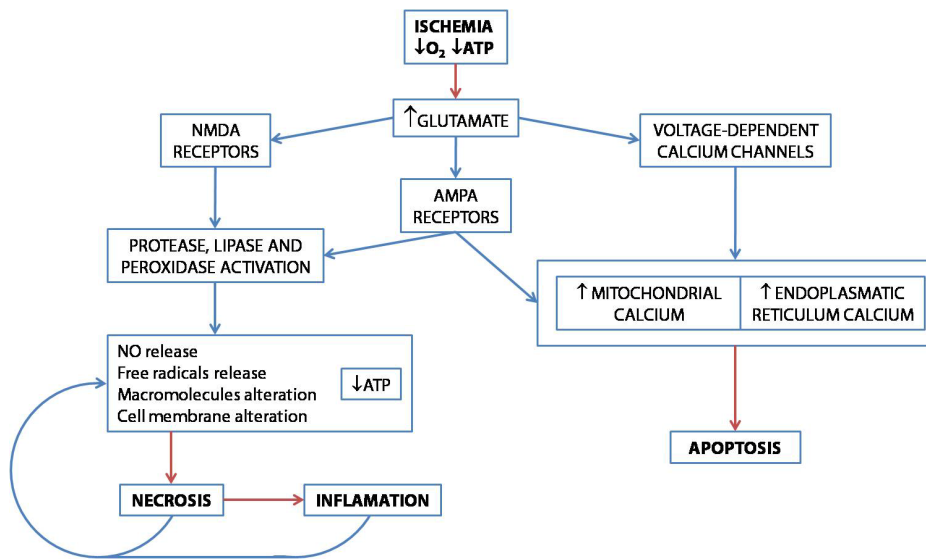 ISCHEMIA
↓O₂ ↓ATP
↑GLUTAMATE
NMDA
RECEPTORS
VOLTAGE-DEPENDENT
CALCIUM CHANNELS
AMPA
RECEPTORS
PROTEASE, LIPASE AND
PEROXIDASE ACTIVATION
↑MITOCHONDRIAL
CALCIUM
↑ENDOPLASMATIC
RETICULUM CALCIUM
NO release
Free radicals release
Macromolecules alteration
Cell membrane alteration
↓ATP
APOPTOSIS
NECROSIS
INFLAMATION